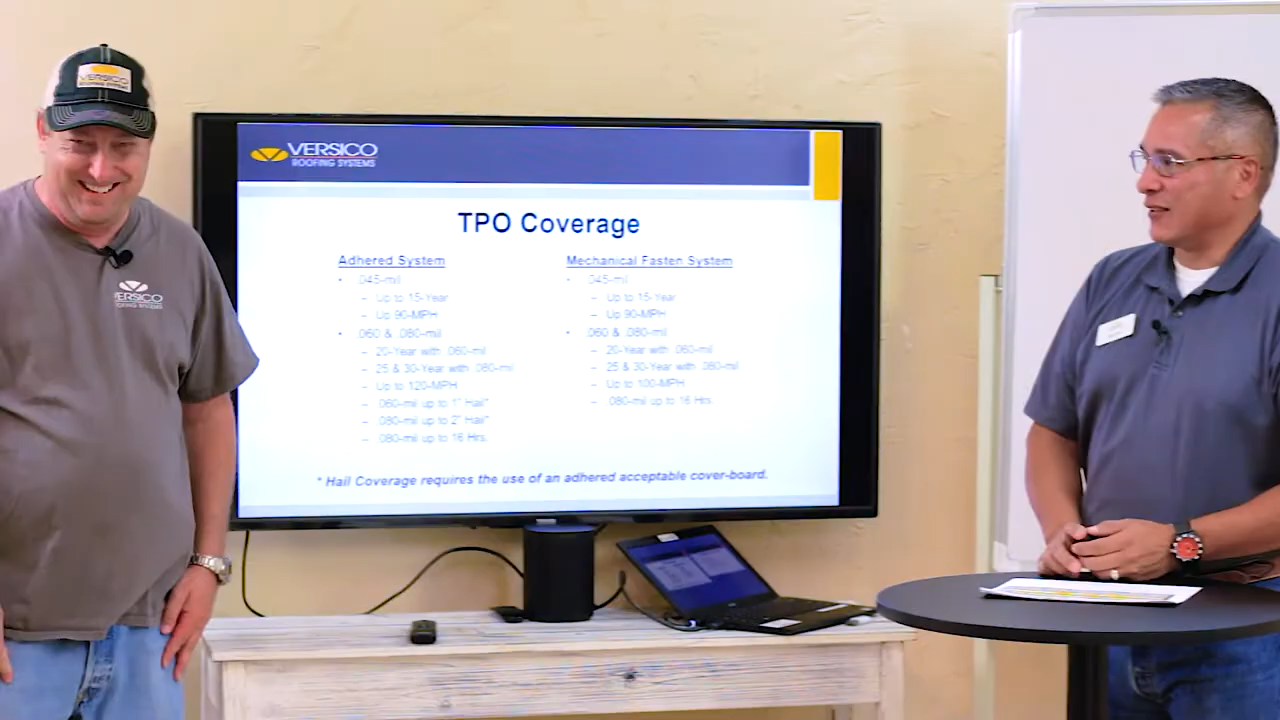 VERSICO
ROOFING SYSTEMS
VERSICO
ROOFING SYSTEMS
TPO Coverage
Adhered System
• .045-mil
– Up to 15-Year
– Up 90-MPH
• .060 & .080-mil
– 20-Year with .060-mil
– 25 & 30-Year with .080-mil
– Up to 120-MPH
– .060-mil up to 1" Hail*
– .080-mil up to 2" Hail*
– .080-mil up to 16 Hrs
Mechanical Fasten System
• .045-mil
– Up to 15-Year
– Up 90-MPH
• .060 & .080-mil
– 20-Year with .060-mil
– 25 & 30-Year with .080-mil
– Up to 100-MPH
– .080-mil up to 16 Hrs
* Hail Coverage requires the use of an adhered acceptable cover-board.
VERSICO
ROOFING SYSTEMS